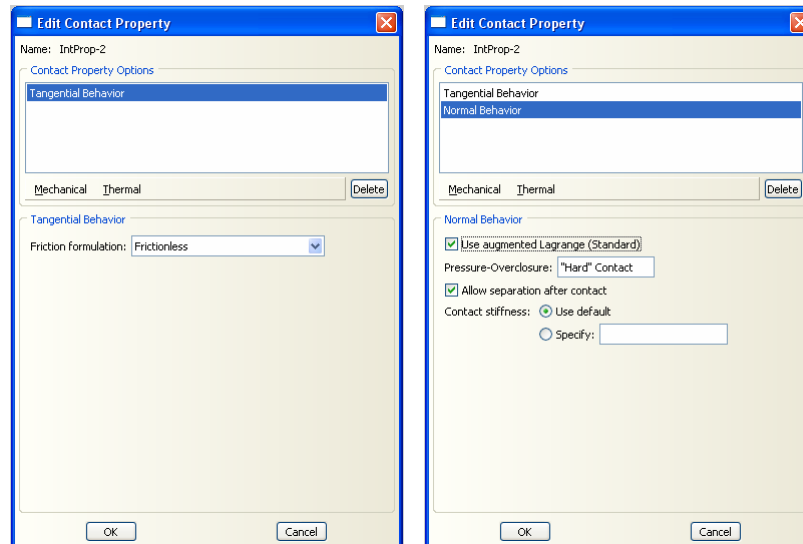 Edit Contact Property
Name: IntProp-2
Contact Property Options
Tangential Behavior
Mechanical Thermal Delete
Tangential Behavior
Friction formulation: Frictionless
OK Cancel
Edit Contact Property
Name: IntProp-2
Contact Property Options
Tangential Behavior
Normal Behavior
Mechanical Thermal Delete
Normal Behavior
Use augmented Lagrange (Standard)
Pressure-Overclosure: "Hard" Contact
Allow separation after contact
Contact stiffness: Use default
Specify:
OK Cancel